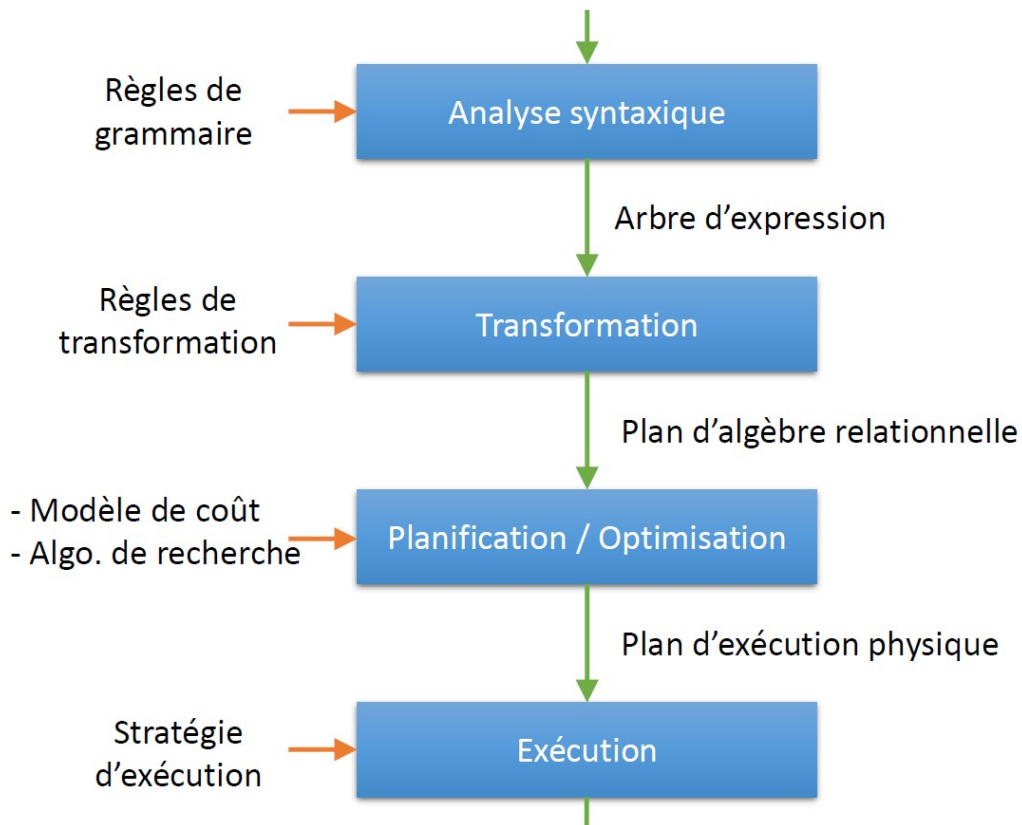 Règles de
grammaire
Analyse syntaxique
Arbre d’expression
Règles de
transformation
Transformation
Plan d’algèbre relationnelle
- Modèle de coût
- Algo. de recherche
Planification / Optimisation
Plan d’exécution physique
Stratégie
d’exécution
Exécution